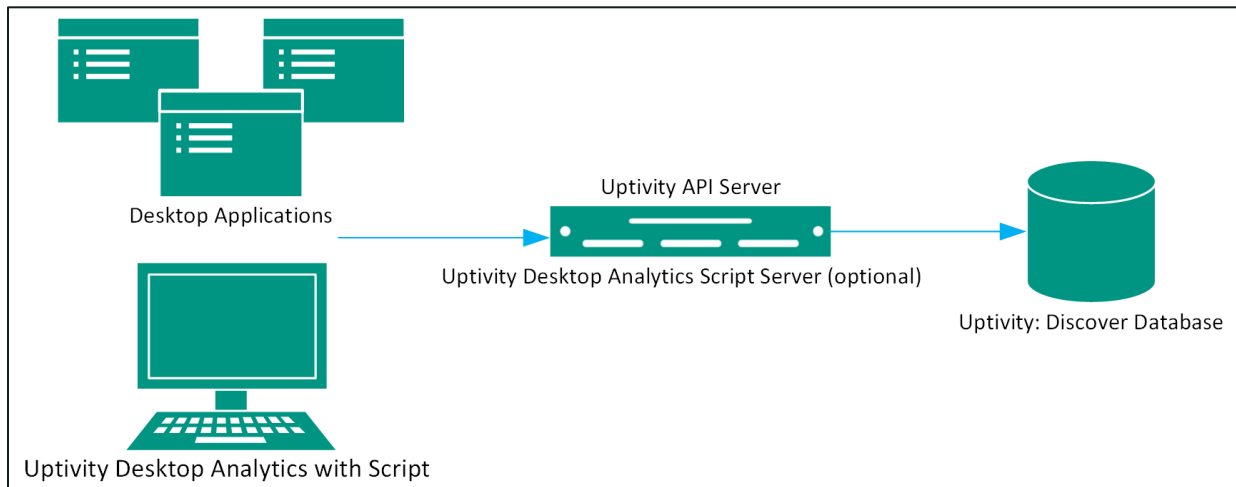 Desktop Applications
Uptivity Desktop Analytics with Script
Uptivity API Server
Uptivity Desktop Analytics Script Server (optional)
Uptivity: Discover Database